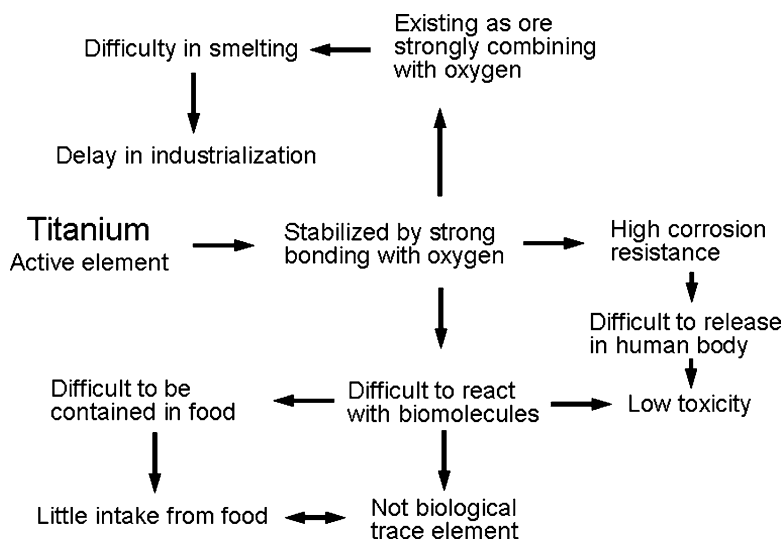 Existing as ore
Difficulty in smelting
strongly combining
with oxygen
Delay in industrialization
Titanium
Active element
Stabilized by strong
bonding with oxygen
High corrosion
resistance
Difficult to release
in human body
Difficult to be
contained in food
Difficult to react
with biomolecules
Low toxicity
Little intake from food
Not biological
trace element